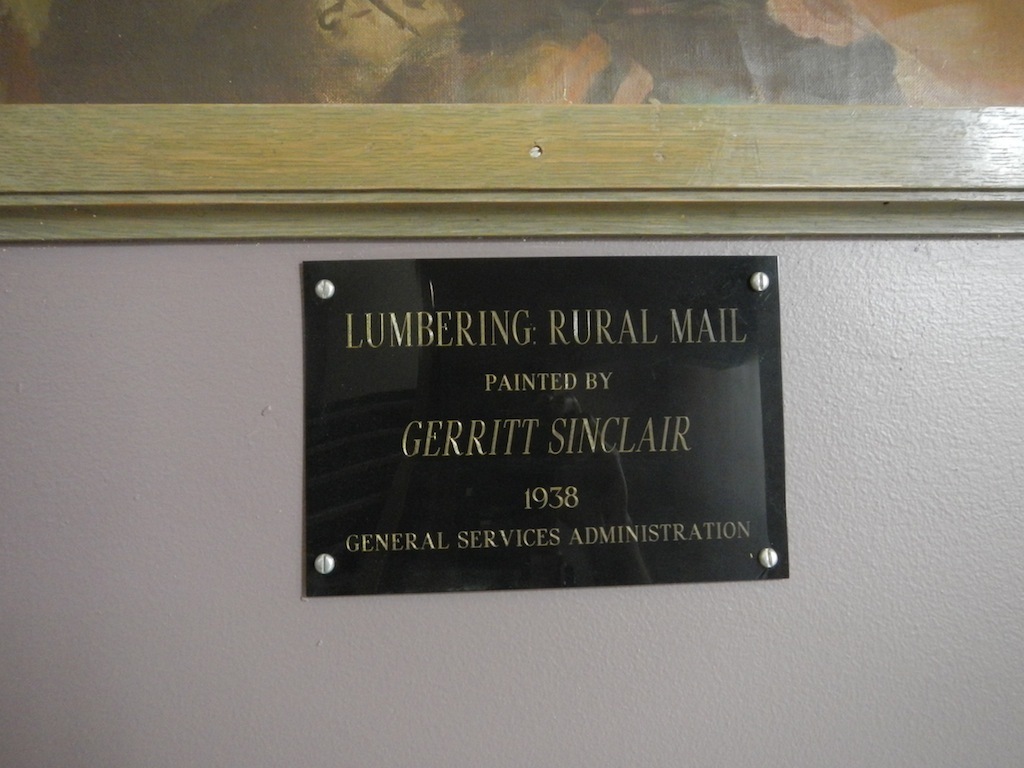 LUMBERING: RURAL MAIL
PAINTED BY
GERRITT SINCLAIR
1938
GENERAL SERVICES ADMINISTRATION